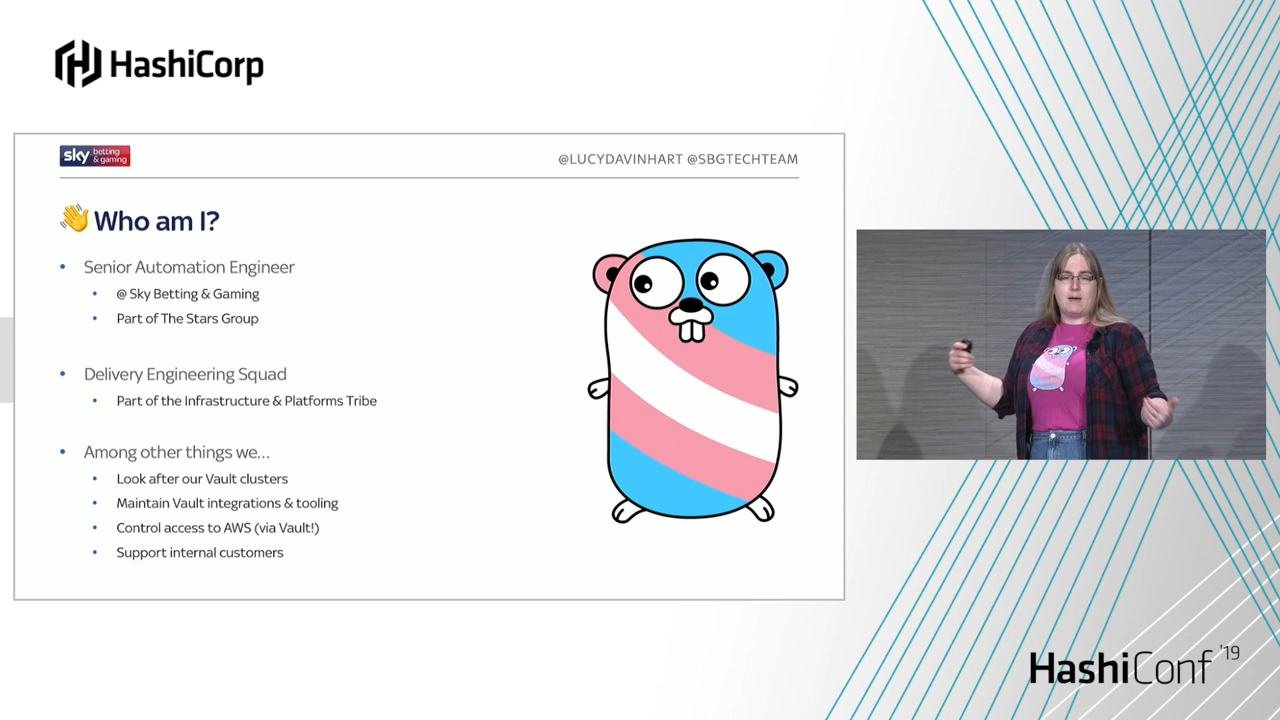 HashiCorp
sky betting & gaming
@LUCYDAVINHART @SBGTECHTEAM
👋 Who am I?
• Senior Automation Engineer
• @ Sky Betting & Gaming
• Part of The Stars Group
• Delivery Engineering Squad
• Part of the Infrastructure & Platforms Tribe
• Among other things we...
• Look after our Vault clusters
• Maintain Vault integrations & tooling
• Control access to AWS (via Vault!)
• Support internal customers
HashiConf '19